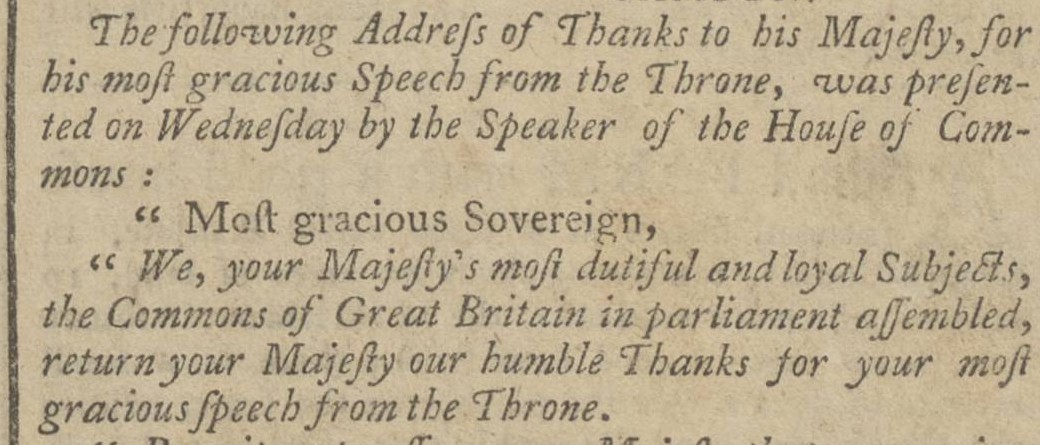 The following Addreſs of Thanks to his Majeſty, for
his moſt gracious Speech from the Throne, was preſen-
ted on Wedneſday by the Speaker of the Houſe of Com-
mons :
“ Moſt gracious Sovereign,
“ We, your Majeſty's moſt dutiful and loyal Subjects,
the Commons of Great Britain in parliament aſſembled,
return your Majeſty our humble Thanks for your moſt
gracious ſpeech from the Throne.